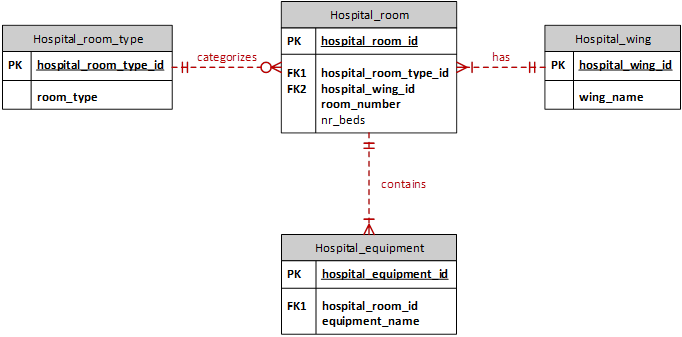 Hospital_room_type
PK hospital_room_type_id
room_type
categorizes
Hospital_room
PK hospital_room_id
FK1 hospital_room_type_id
FK2 hospital_wing_id
room_number
nr_beds
has
Hospital_wing
PK hospital_wing_id
wing_name
contains
Hospital_equipment
PK hospital_equipment_id
FK1 hospital_room_id
equipment_name